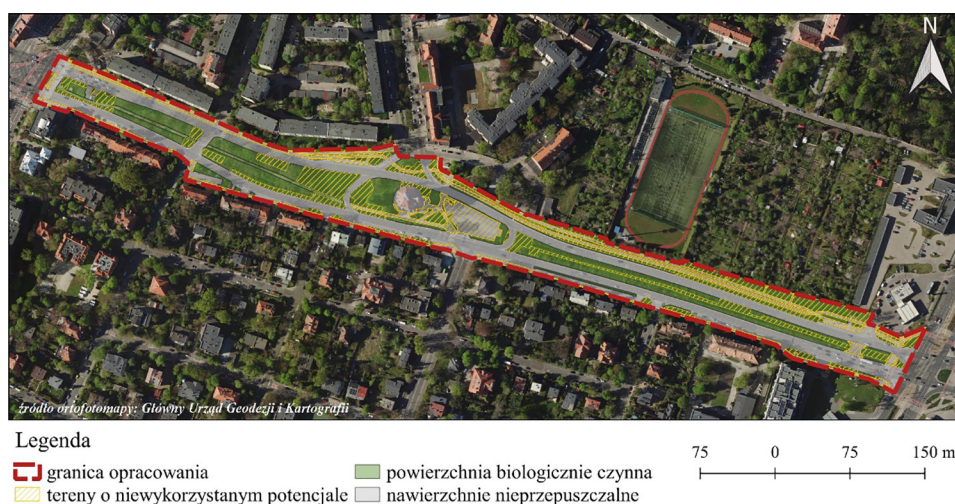 N
źródło ortofotomapy: Główny Urząd Geodezji i Kartografii
Legenda
granica opracowania
tereny o niewykorzystanym potencjale
powierzchnia biologicznie czynna
nawierzchnie nieprzepuszczalne
75 0 75 150 m